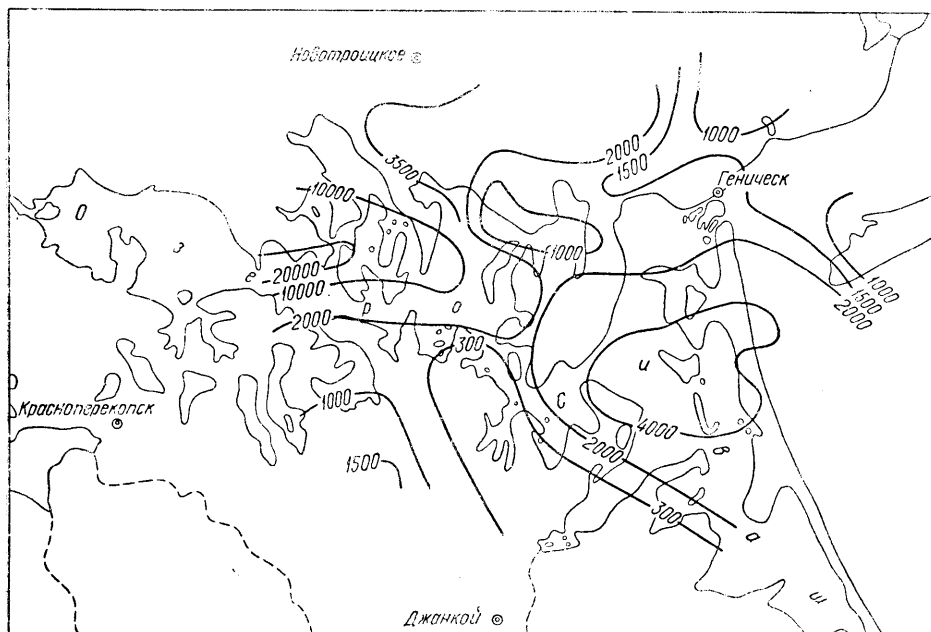 Новотроицкое
2000
1500
1000
3500
Геническ
10000
О
з
1000
20000
10000
е
р
о
1000
1500
2000
2000
300
и
1000
С
4000
Красноперекопск
2000
в
1500
300
а
ш
Джанкой